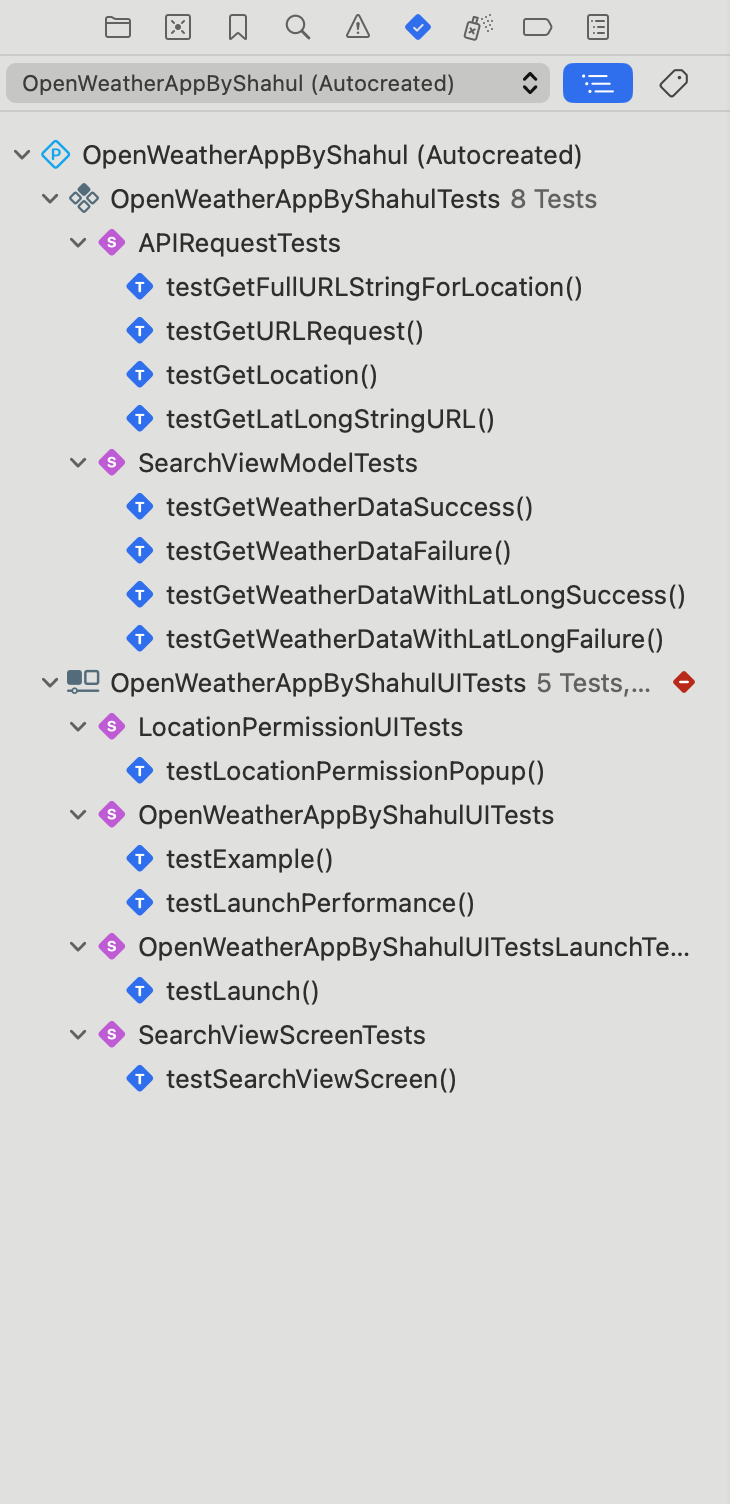 OpenWeatherAppByShahul (Autocreated)
P OpenWeatherAppByShahul (Autocreated)
OpenWeatherAppByShahulTests 8 Tests
S APIRequestTests
T testGetFullURLStringForLocation()
T testGetURLRequest()
T testGetLocation()
T testGetLatLongStringURL()
S SearchViewModelTests
T testGetWeatherDataSuccess()
T testGetWeatherDataFailure()
T testGetWeatherDataWithLatLongSuccess()
T testGetWeatherDataWithLatLongFailure()
OpenWeatherAppByShahulUITests 5 Tests,...
S LocationPermissionUITests
T testLocationPermissionPopup()
S OpenWeatherAppByShahulUITests
T testExample()
T testLaunchPerformance()
S OpenWeatherAppByShahulUITestsLaunchTe...
T testLaunch()
S SearchViewScreenTests
T testSearchViewScreen()